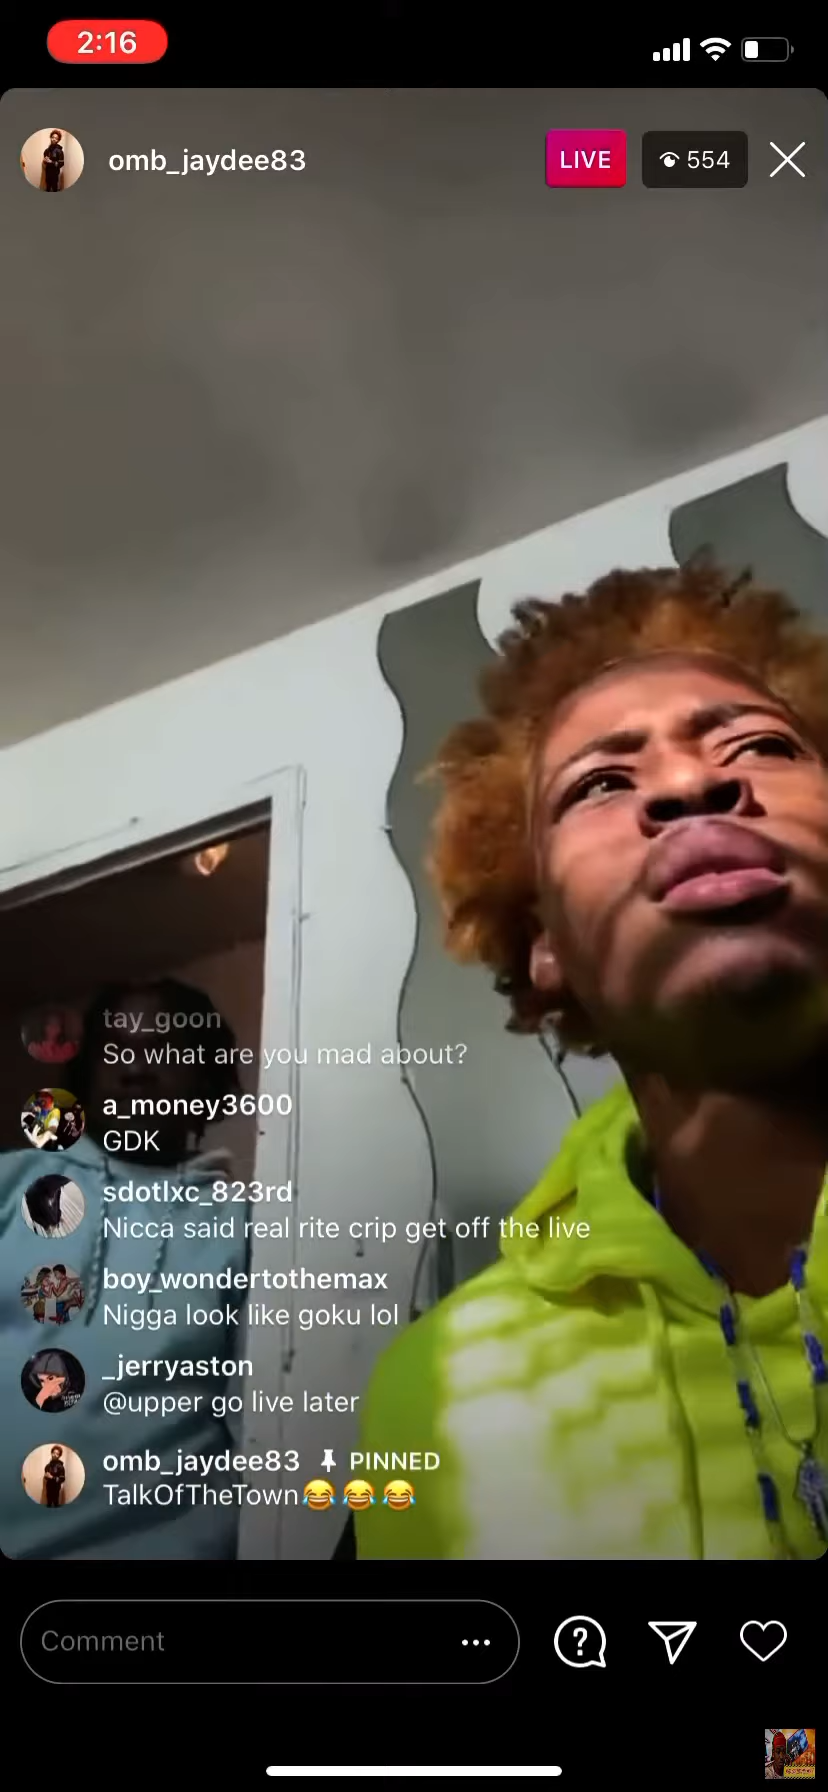 2:16
omb_jaydee83
LIVE
554
tay_goon
So what are you mad about?
a_money3600
GDK
sdotlxc_823rd
Nicca said real rite crip get off the live
boy_wondertothemax
Nigga look like goku lol
_jerryaston
@upper go live later
omb_jaydee83 PINNED
TalkOfTheTown😂😂😂
Comment